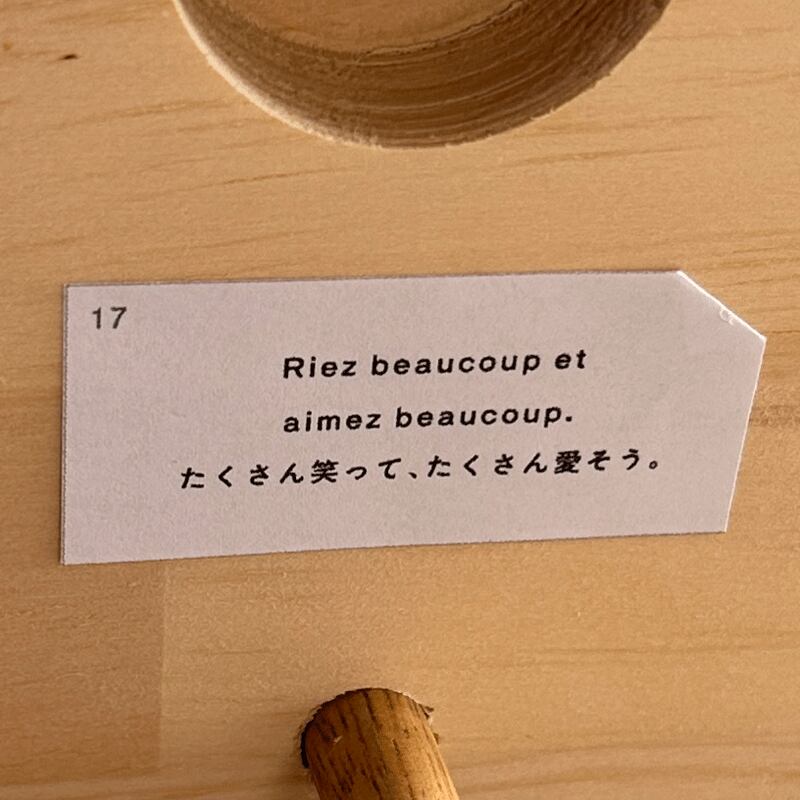 17
Riez beaucoup et
aimez beaucoup.
たくさん笑って、たくさん愛そう。